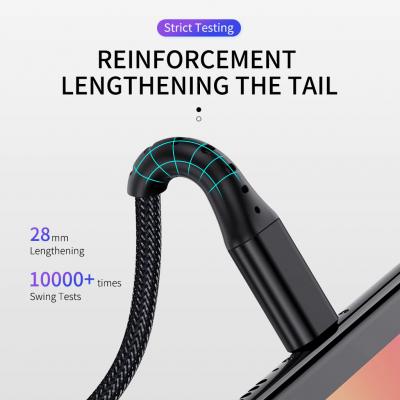 Strict Testing
REINFORCEMENT
LENGTHENING THE TAIL
28mm
Lengthening
10000+ times
Swing Tests